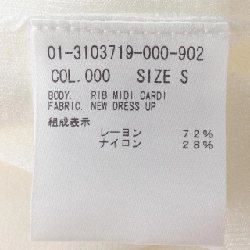 01-3103719-000-902
COL.000 SIZE S
BODY. RIB MIDI CARDI
FABRIC. NEW DRESS UP
組成表示
レーヨン 72%
ナイロン 28%